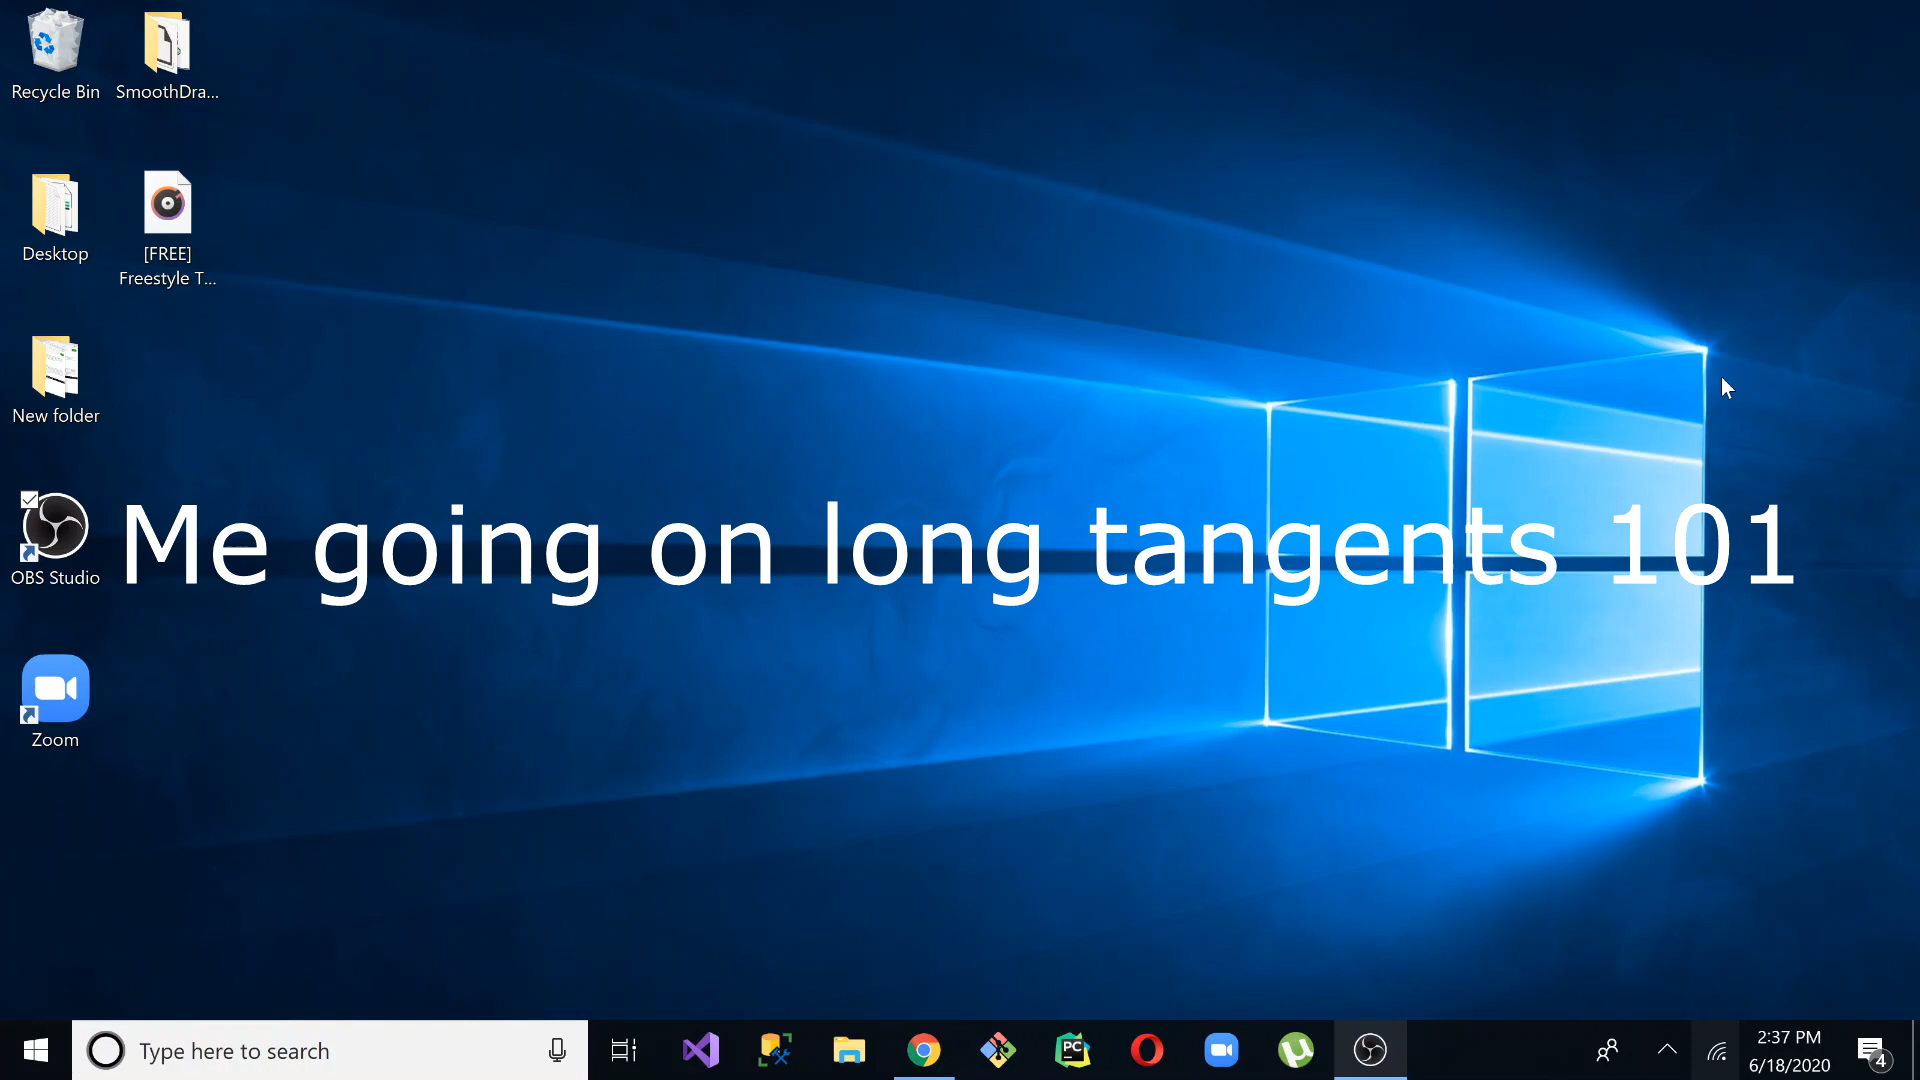 Recycle Bin
SmoothDra...
Desktop
[FREE]
Freestyle T...
New folder
OBS Studio
Me going on long tangents 101
Zoom
Type here to search
PC
2:37 PM
6/18/2020
4